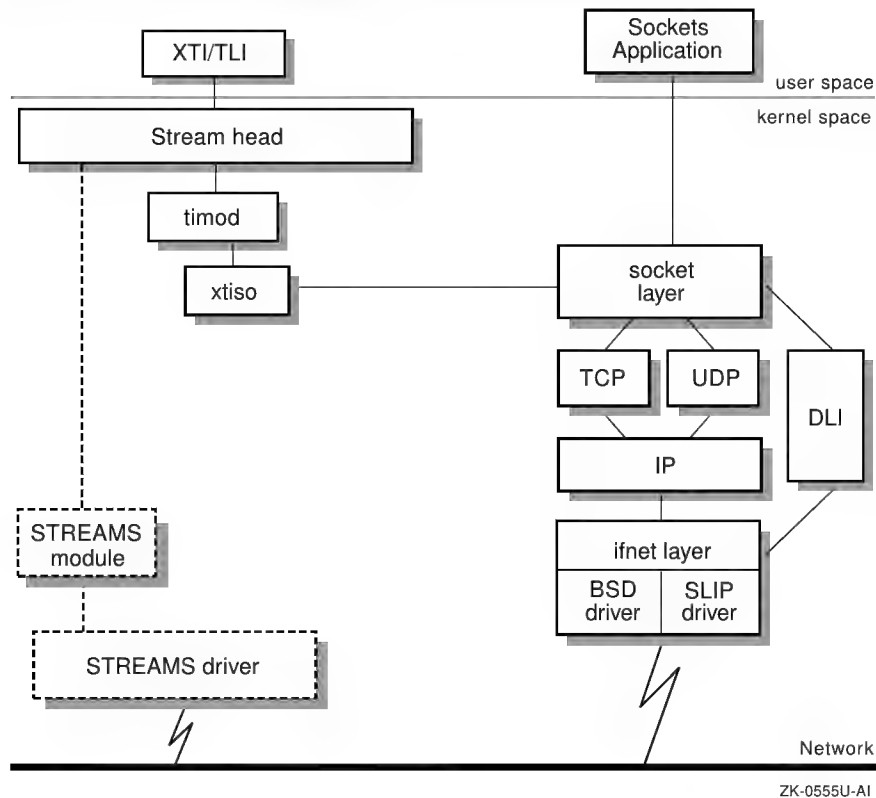 XTI/TLI
Sockets
Application
user space
kernel space
Stream head
timod
xtiso
socket
layer
TCP
UDP
DLI
IP
STREAMS
module
ifnet layer
BSD
driver
SLIP
driver
STREAMS driver
Network
ZK-0555U-AI